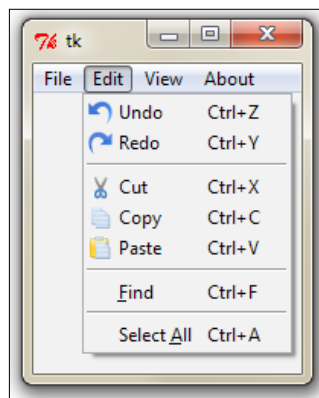 tk
File Edit View About
Undo Ctrl+Z
Redo Ctrl+Y
Cut Ctrl+X
Copy Ctrl+C
Paste Ctrl+V
Find Ctrl+F
Select All Ctrl+A